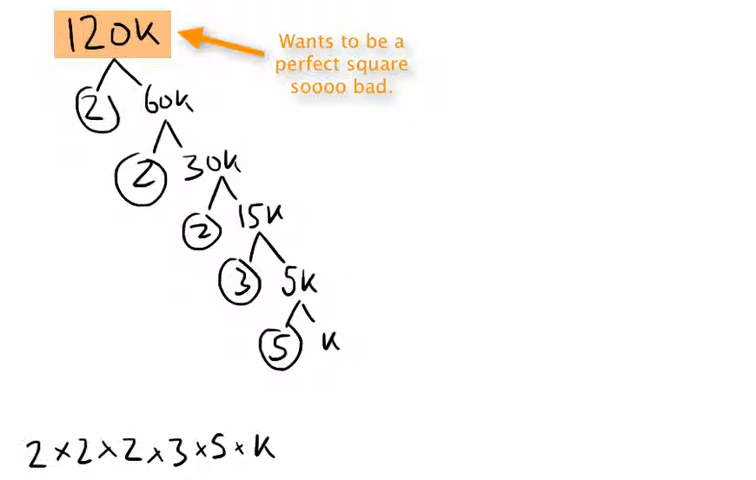 120k
Wants to be a
perfect square
soooo bad.
2 60k
2 30k
2 15k
3 5k
5 k
2 × 2 × 2 × 3 × 5 × k